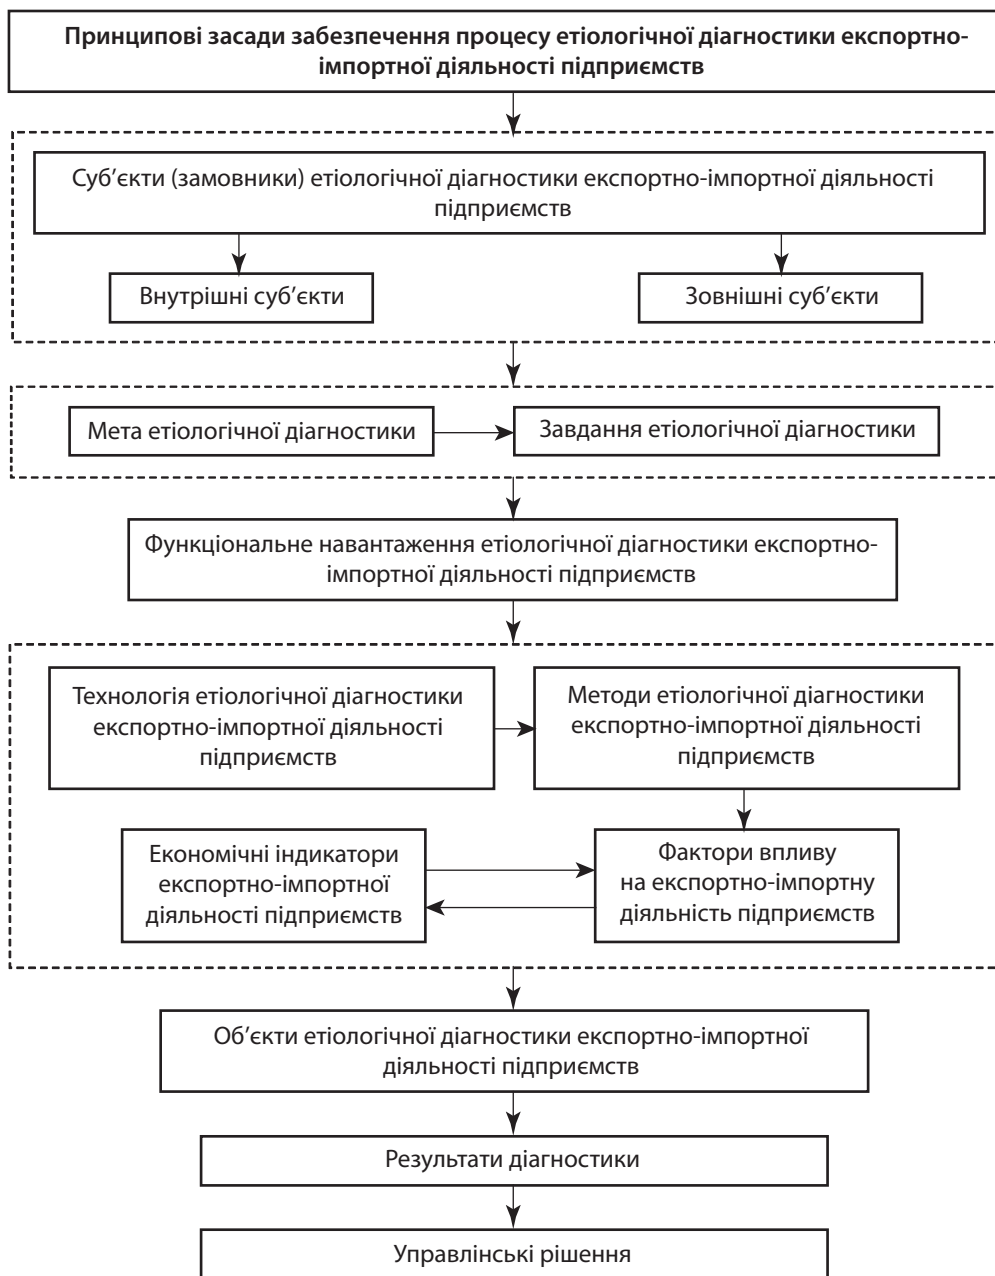 Принципові засади забезпечення процесу етіологічної діагностики експортно-
імпортної діяльності підприємств
Суб’єкти (замовники) етіологічної діагностики експортно-імпортної діяльності
підприємств
Внутрішні суб’єкти
Зовнішні суб’єкти
Мета етіологічної діагностики
Завдання етіологічної діагностики
Функціональне навантаження етіологічної діагностики експортно-
імпортної діяльності підприємств
Технологія етіологічної діагностики
експортно-імпортної діяльності
підприємств
Методи етіологічної діагностики
експортно-імпортної діяльності
підприємств
Економічні індикатори
експортно-імпортної
діяльності підприємств
Фактори впливу
на експортно-імпортну
діяльність підприємств
Об’єкти етіологічної діагностики експортно-імпортної
діяльності підприємств
Результати діагностики
Управлінські рішення